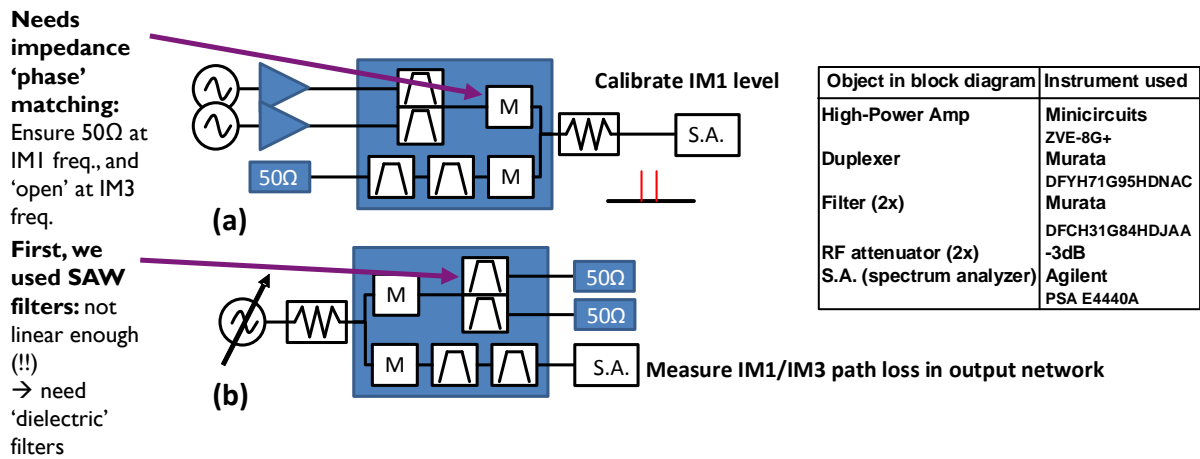 Needs
impedance
‘phase’
matching:
Ensure 50Ω at
IM1 freq., and
‘open’ at IM3
freq.
First, we
used SAW
filters: not
linear enough
(!!)
→ need
‘dielectric’
filters
M
Calibrate IM1 level
S.A.
50Ω
M
(a)
50Ω
M
50Ω
M
S.A.
Measure IM1/IM3 path loss in output network
(b)
Object in block diagram Instrument used
High-Power Amp Minicircuits
ZVE-8G+
Duplexer Murata
DFYH71G95HDNAC
Filter (2x) Murata
DFCH31G84HDJAA
RF attenuator (2x) -3dB
S.A. (spectrum analyzer) Agilent
PSA E4440A